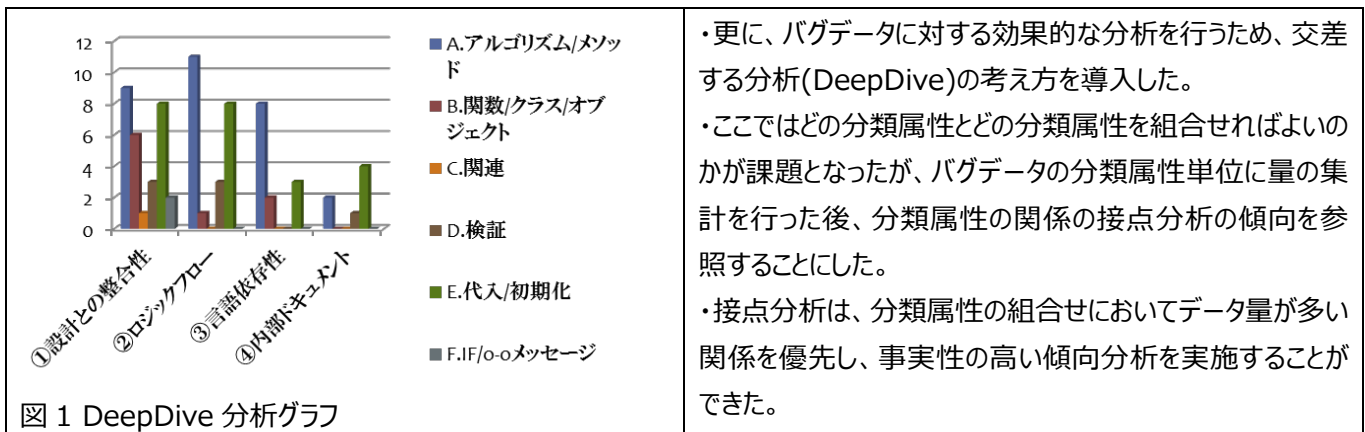 12
10
8
6
4
2
0
①設計との整合性
②ロジックフロー
③言語依存性
④内部ドキュメント
A.アルゴリズム/メソッ
ド
B.関数/クラス/オブ
ジェクト
C.関連
D.検証
E.代入/初期化
F.IF/o-oメッセージ
図 1 DeepDive 分析グラフ
・更に、バグデータに対する効果的な分析を行うため、交差
する分析(DeepDive)の考え方を導入した。
・ここではどの分類属性とどの分類属性を組合せればよいの
かが課題となったが、バグデータの分類属性単位に量の集
計を行った後、分類属性の関係の接点分析の傾向を参
照することにした。
・接点分析は、分類属性の組合せにおいてデータ量が多い
関係を優先し、事実性の高い傾向分析を実施することが
できた。